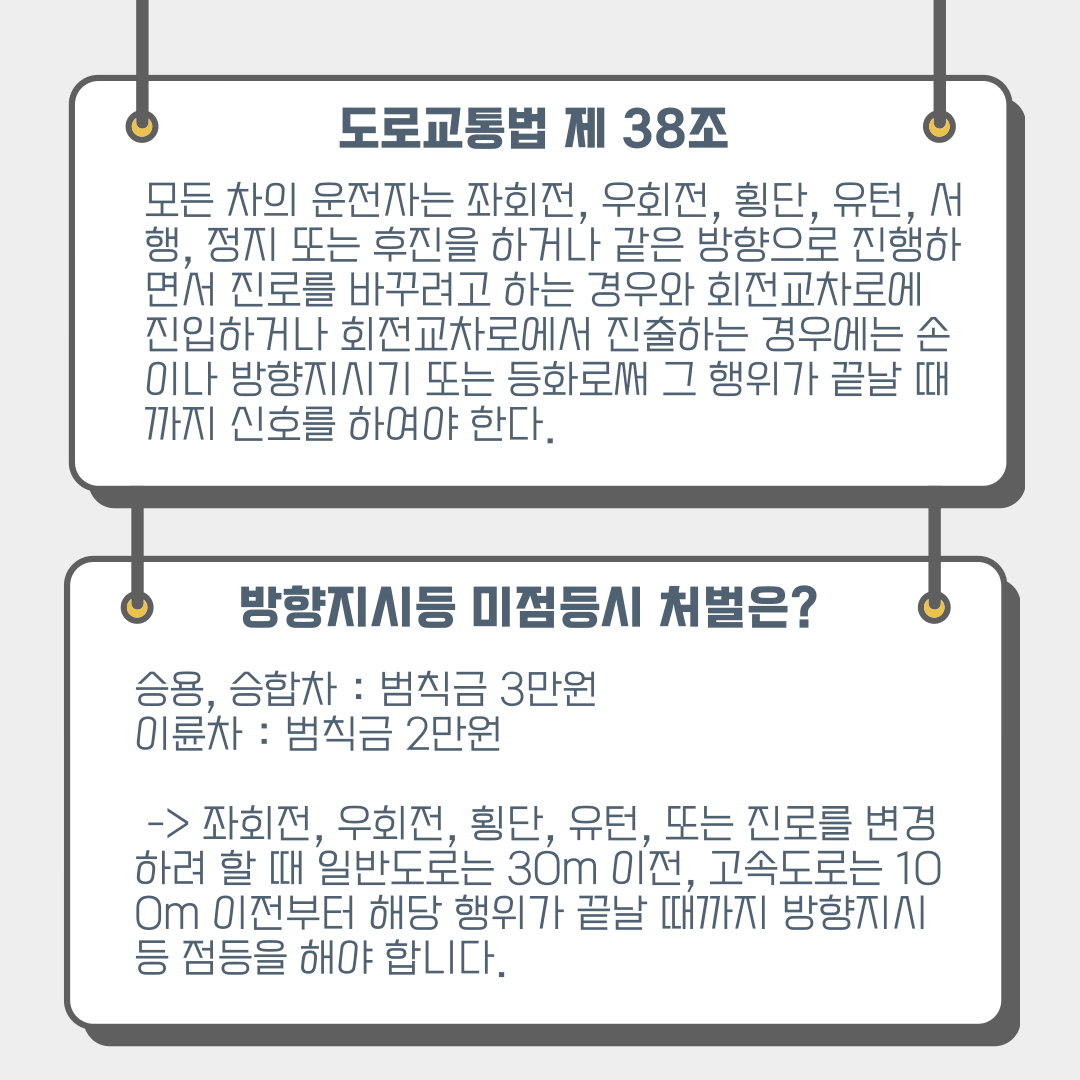 도로교통법 제 38조
모든 차의 운전자는 좌회전, 우회전, 횡단, 유턴, 서
행, 정지 또는 후진을 하거나 같은 방향으로 진행하
면서 진로를 바꾸려고 하는 경우와 회전교차로에
진입하거나 회전교차로에서 진출하는 경우에는 손
이나 방향지시기 또는 등화로써 그 행위가 끝날 때
까지 신호를 하여야 한다.
방향지시등 미점등시 처벌은?
승용, 승합차 : 범칙금 3만원
이륜차 : 범칙금 2만원
-> 좌회전, 우회전, 횡단, 유턴, 또는 진로를 변경
하려 할 때 일반도로는 30m 이전, 고속도로는 10
0m 이전부터 해당 행위가 끝날 때까지 방향지시
등 점등을 해야 합니다.